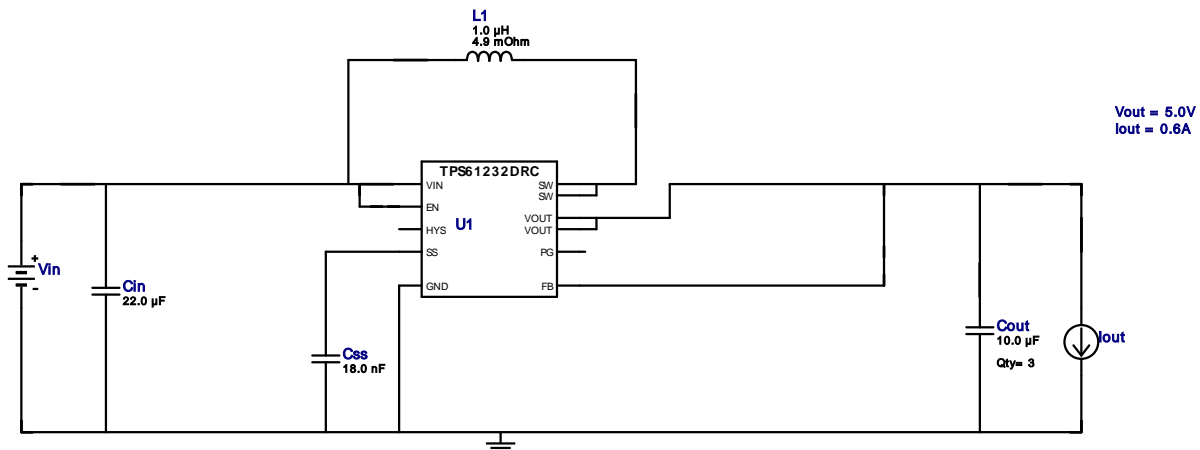 L1
1.0 µH
4.9 mOhm
Vout = 5.0V
Iout = 0.6A
TPS61232DRC
VIN
SW
SW
EN
U1
HYS
VOUT
VOUT
SS
PG
GND
FB
+
Vin
-
Cin
22.0 µF
Css
18.0 nF
Cout
10.0 µF
Qty= 3
Iout